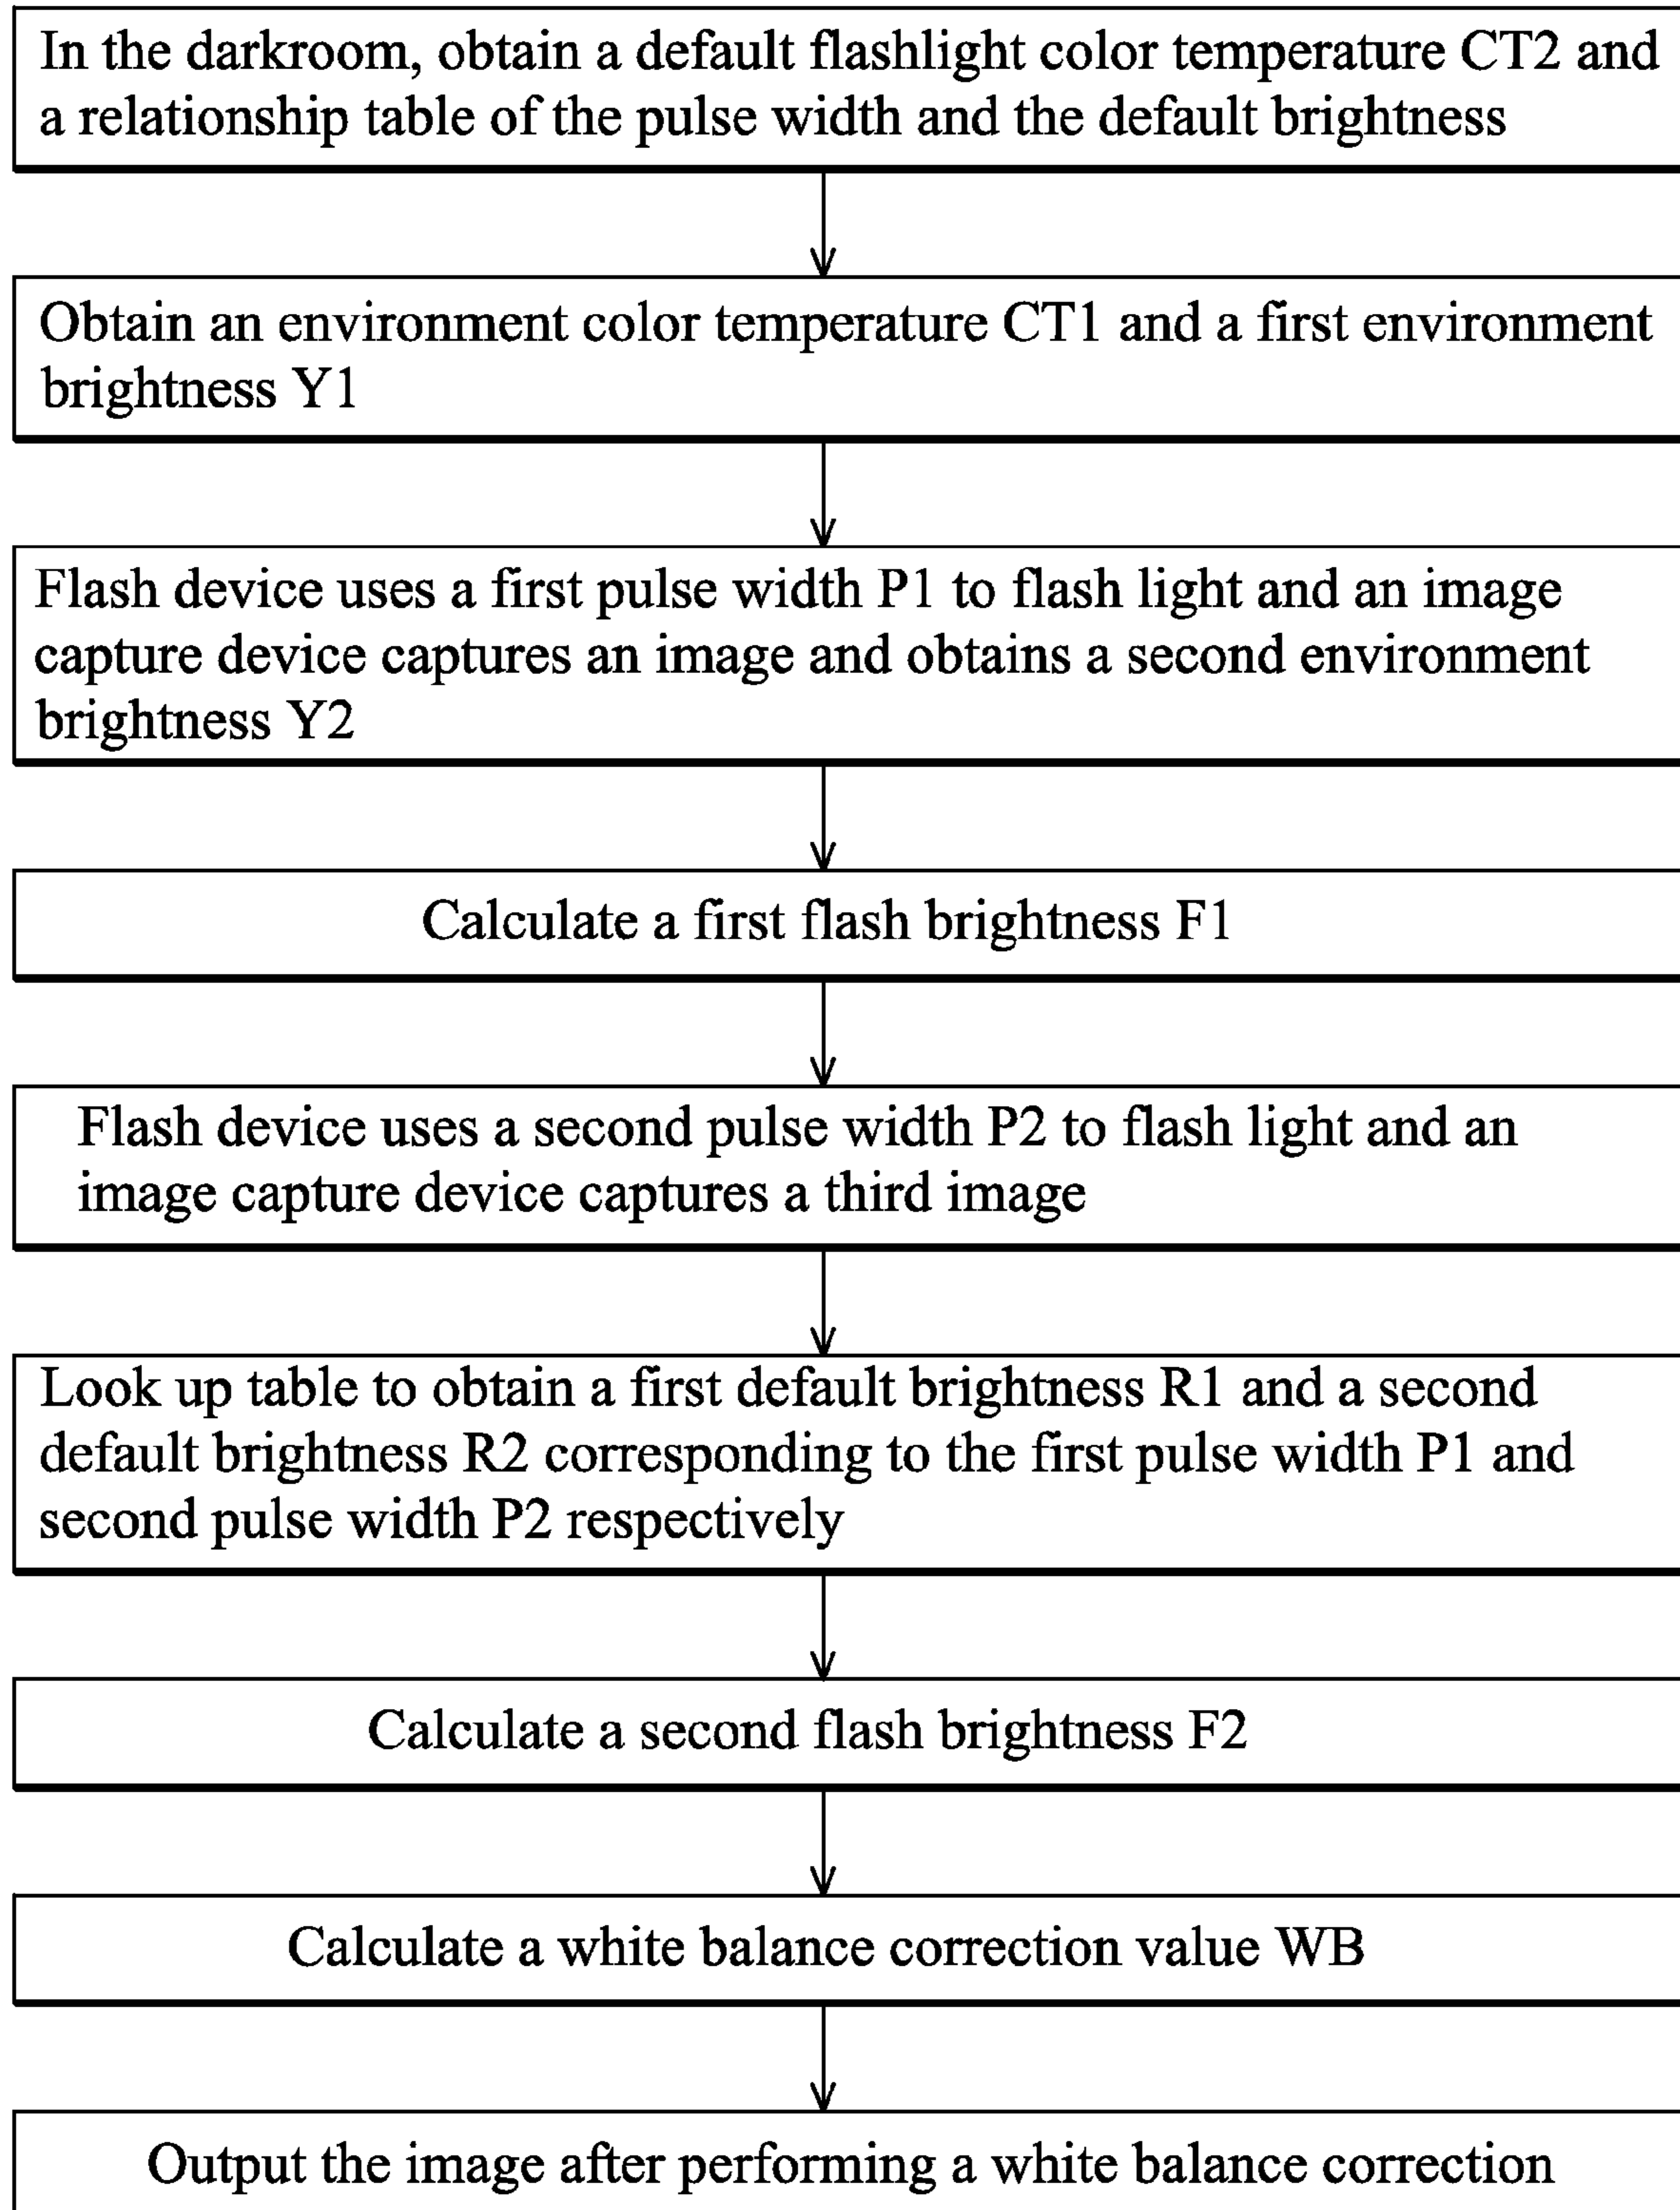 In the darkroom, obtain a default flashlight color temperature CT2 and
a relationship table of the pulse width and the default brightness
Obtain an environment color temperature CT1 and a first environment
brightness Y1
Flash device uses a first pulse width P1 to flash light and an image
capture device captures an image and obtains a second environment
brightness Y2
Calculate a first flash brightness F1
Flash device uses a second pulse width P2 to flash light and an
image capture device captures a third image
Look up table to obtain a first default brightness R1 and a second
default brightness R2 corresponding to the first pulse width P1 and
second pulse width P2 respectively
Calculate a second flash brightness F2
Calculate a white balance correction value WB
Output the image after performing a white balance correction